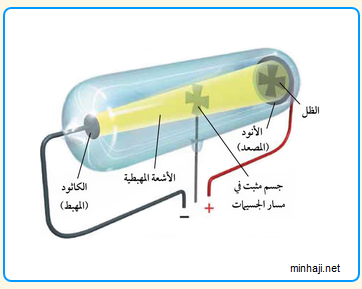 الظل
الأنود
(المصعد)
جسم مثبت في
مسار الجسيمات
الأشعة المهبطية
الكاثود
(المهبط)
−
+
minhaji.net